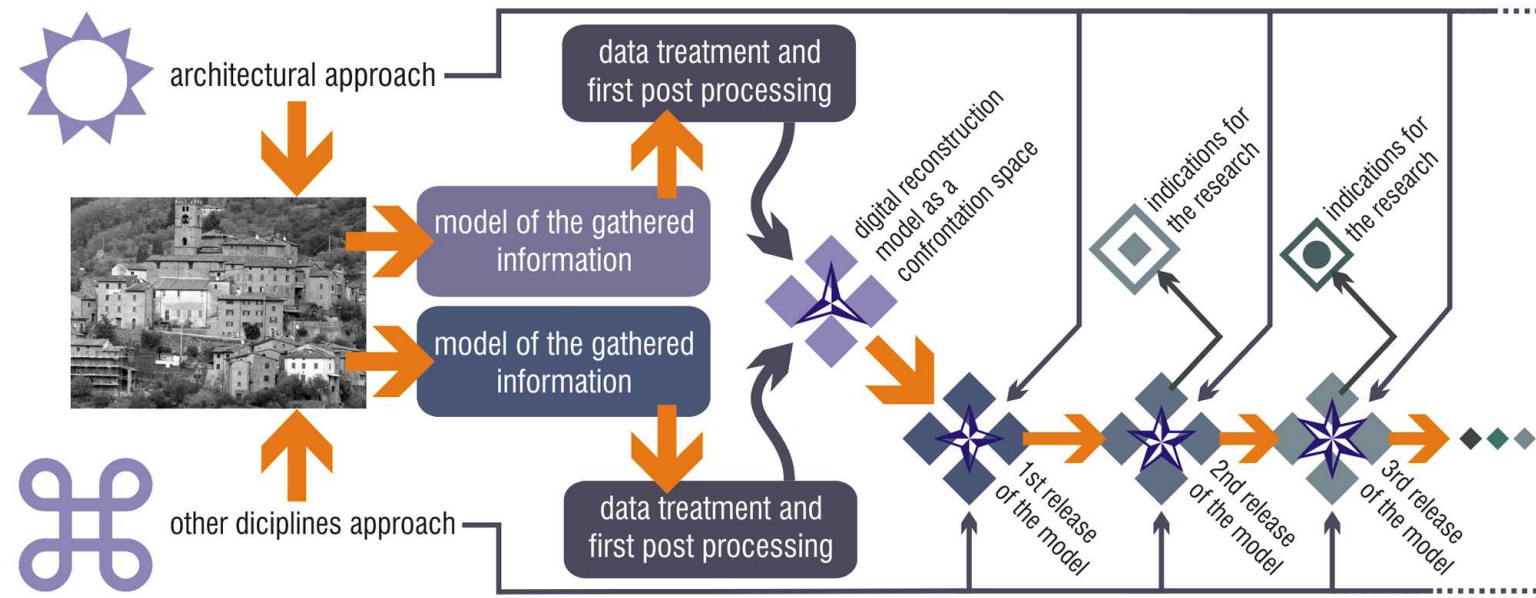 architectural approach
data treatment and
first post processing
model of the gathered
information
model of the gathered
information
other diciplines approach
data treatment and
first post processing
digital reconstruction
model as a
confrontation space
1st release
of the model
indications for
the research
2nd release
of the model
indications for
the research
3rd release
of the model